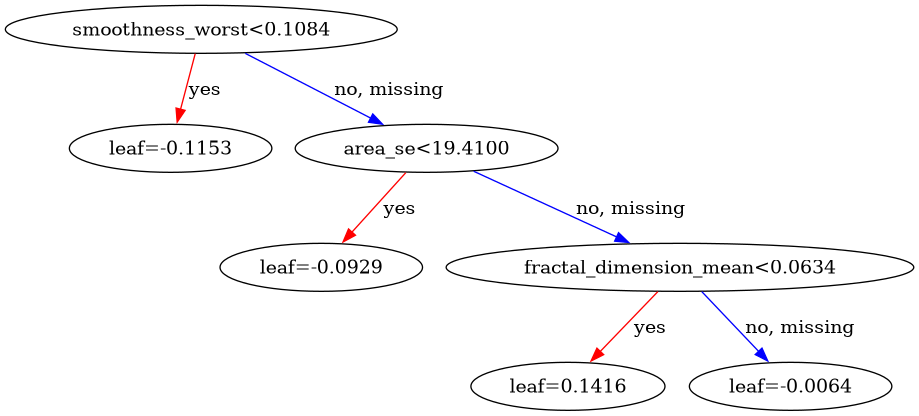 smoothness_worst<0.1084
yes
no, missing
leaf=-0.1153
area_se<19.4100
yes
no, missing
leaf=-0.0929
fractal_dimension_mean<0.0634
yes
no, missing
leaf=0.1416
leaf=-0.0064